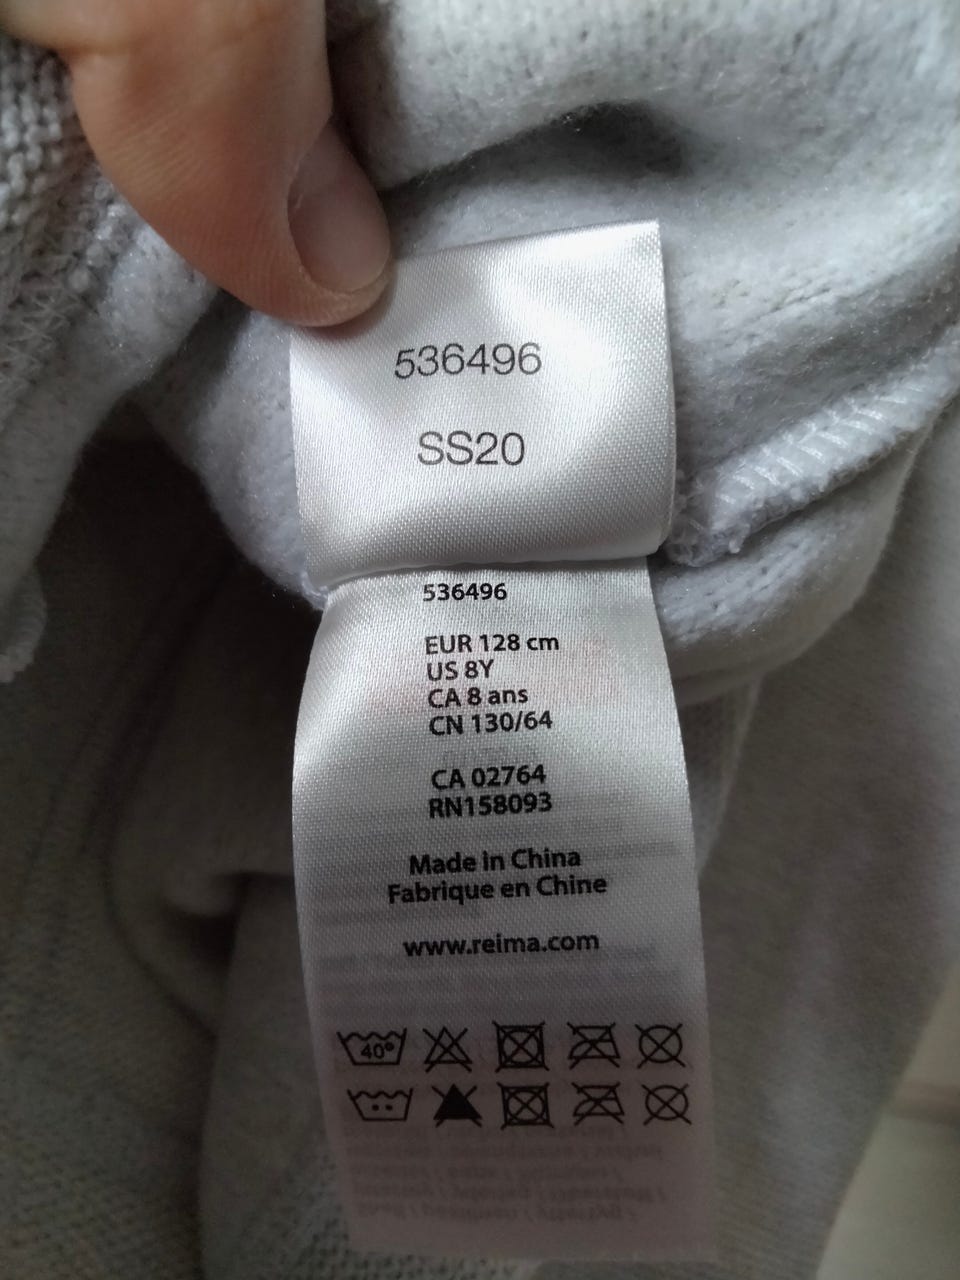 536496
SS20
536496
EUR 128 cm
US 8Y
CA 8 ans
CN 130/64
CA 02764
RN158093
Made in China
Fabrique en Chine
www.reima.com
40°